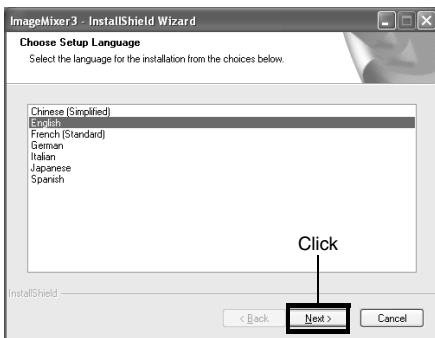 ImageMixer3 - InstallShield Wizard
Choose Setup Language
Select the language for the installation from the choices below.
Chinese (Simplified)
English
French (Standard)
German
Italian
Japanese
Spanish
Click
InstallShield
< Back
Next >
Cancel